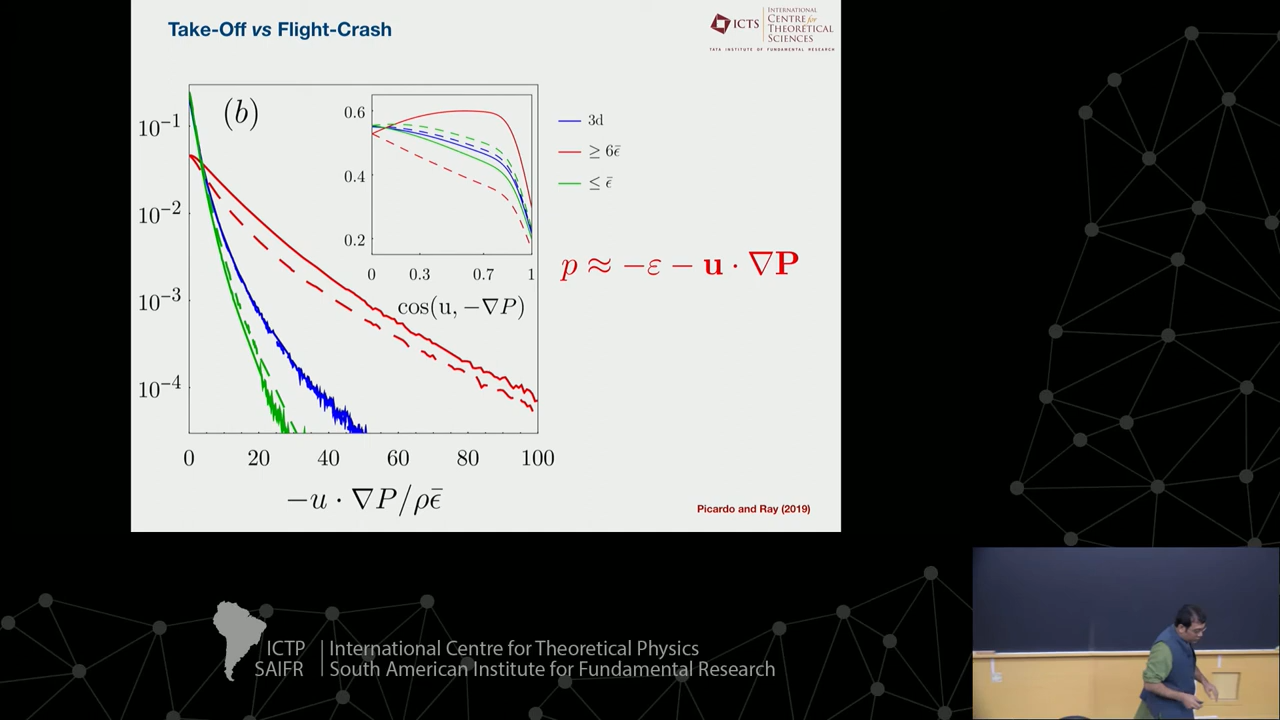 Take-Off vs Flight-Crash
ICTS
INTERNATIONAL
CENTRE for
THEORETICAL
SCIENCES
TATA INSTITUTE OF FUNDAMENTAL RESEARCH
(b)
10⁻¹
10⁻²
10⁻³
10⁻⁴
0 20 40 60 80 100
−u · ∇P/ρε̄
0.6
0.4
0.2
0 0.3 0.7 1
cos(u, −∇P)
3d
≥ 6ε̄
≤ ε̄
p ≈ −ε − u · ∇P
Picardo and Ray (2019)
ICTP
SAIFR
International Centre for Theoretical Physics
South American Institute for Fundamental Research